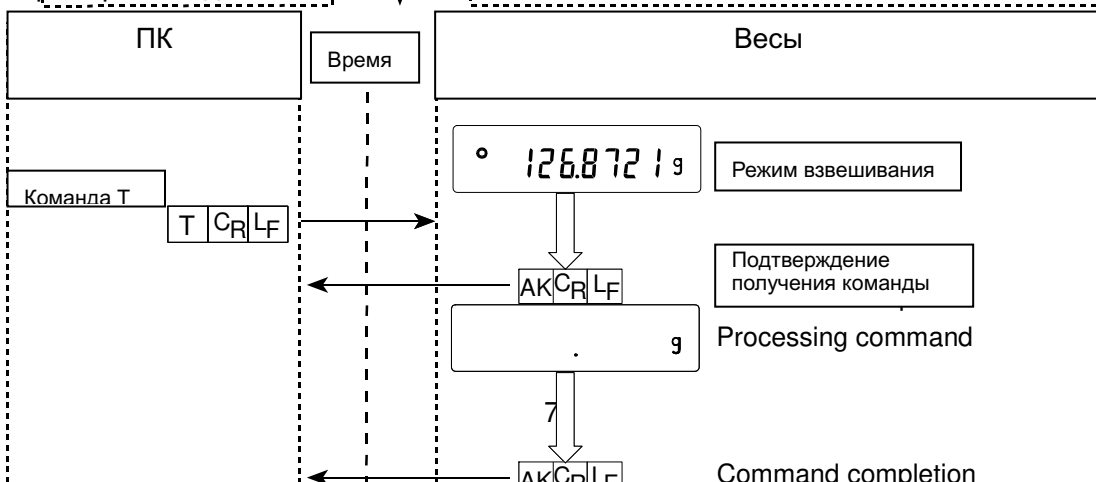 ПК
Время
Весы
126.8721 g
Режим взвешивания
Команда Т
T CR LF
Подтверждение
получения команды
AK CR LF
g
Processing command
7
AK CR LF
Command completion